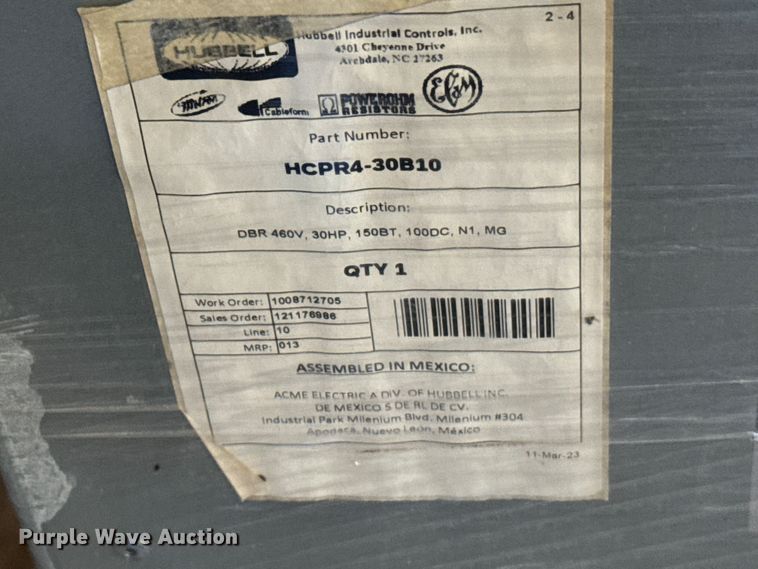 2 - 4
HUBBELL
Hubbell Industrial Controls, Inc.
4301 Cheyenne Drive
Archdale, NC 27263
Cableform
POWEROHM
RESISTORS
EC&M
Part Number:
HCPR4-30B10
Description:
DBR 460V, 30HP, 150BT, 100DC, N1, MG
QTY 1
Work Order: 1008712705
Sales Order: 121176986
Line: 10
MRP: 013
ASSEMBLED IN MEXICO:
ACME ELECTRIC A DIV. OF HUBBELL INC.
DE MEXICO S DE RL DE CV.
Industrial Park Milenium Blvd. Milenium #304
Apodaca, Nuevo León, México
11-Mar-23
Purple Wave Auction